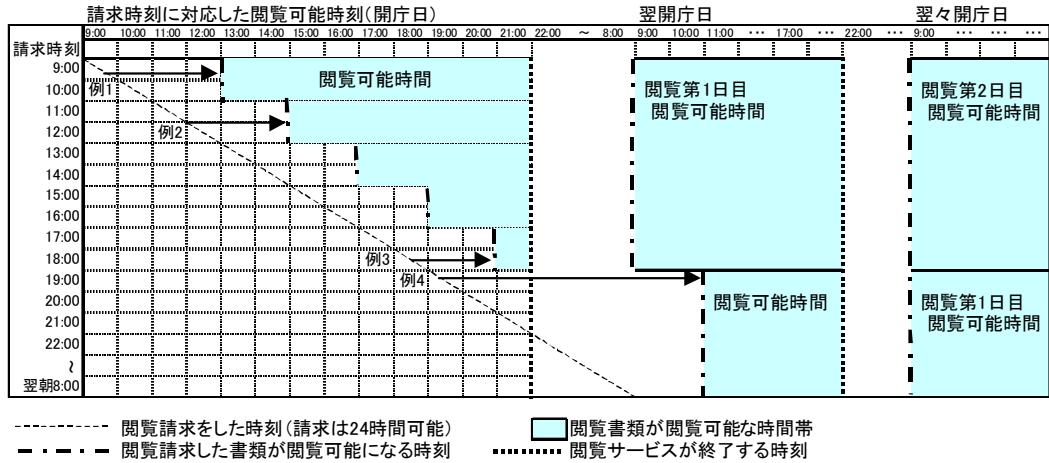 請求時刻に対応した閲覧可能時刻(開庁日) 翌開庁日 翌々開庁日
9:00 10:00 11:00 12:00 13:00 14:00 15:00 16:00 17:00 18:00 19:00 20:00 21:00 22:00 ～ 8:00 9:00 10:00 11:00 … 17:00 … 22:00 … 9:00 … … …
請求時刻
9:00
10:00
11:00
12:00
13:00
14:00
15:00
16:00
17:00
18:00
19:00
20:00
21:00
22:00
～
翌朝8:00
例1
例2
例3
例4
閲覧可能時間
閲覧第1日目
閲覧可能時間
閲覧第2日目
閲覧可能時間
閲覧可能時間
閲覧第1日目
閲覧可能時間
閲覧請求をした時刻(請求は24時間可能) 閲覧書類が閲覧可能な時間帯
閲覧請求した書類が閲覧可能になる時刻 閲覧サービスが終了する時刻